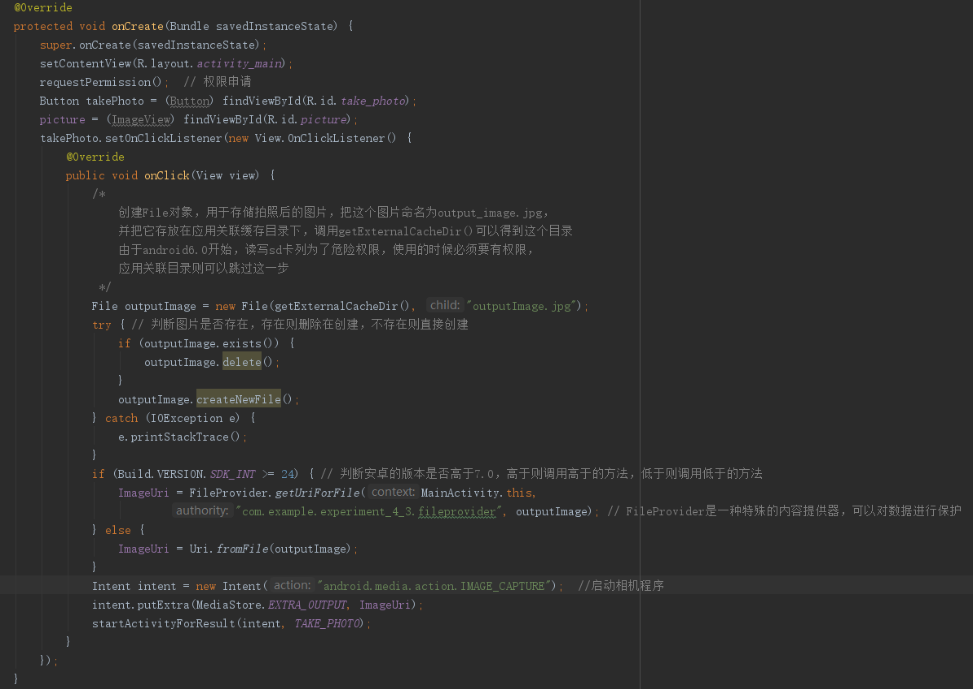 @Override
protected void onCreate(Bundle savedInstanceState) {
    super.onCreate(savedInstanceState);
    setContentView(R.layout.activity_main);
    requestPermission();  // 权限申请
    Button takePhoto = (Button) findViewById(R.id.take_photo);
    picture = (ImageView) findViewById(R.id.picture);
    takePhoto.setOnClickListener(new View.OnClickListener() {
        @Override
        public void onClick(View view) {
            /*
                创建File对象，用于存储拍照后的图片，把这个图片命名为output_image.jpg，
                并把它存放在应用关联缓存目录下，调用getExternalCacheDir()可以得到这个目录
                由于android6.0开始，读写sd卡列为了危险权限，使用的时候必须要有权限，
                应用关联目录则可以跳过这一步
             */
            File outputImage = new File(getExternalCacheDir(), child: "outputImage.jpg");
            try { // 判断图片是否存在，存在则删除在创建，不存在则直接创建
                if (outputImage.exists()) {
                    outputImage.delete();
                }
                outputImage.createNewFile();
            } catch (IOException e) {
                e.printStackTrace();
            }
            if (Build.VERSION.SDK_INT >= 24) { // 判断安卓的版本是否高于7.0，高于则调用高于的方法，低于则调用低于的方法
                ImageUri = FileProvider.getUriForFile( context: MainActivity.this,
                        authority: "com.example.experiment_4_3.fileprovider", outputImage); // FileProvider是一种特殊的内容提供器，可以对数据进行保护
            } else {
                ImageUri = Uri.fromFile(outputImage);
            }
            Intent intent = new Intent( action: "android.media.action.IMAGE_CAPTURE");  //启动相机程序
            intent.putExtra(MediaStore.EXTRA_OUTPUT, ImageUri);
            startActivityForResult(intent, TAKE_PHOTO);
        }
    });
}